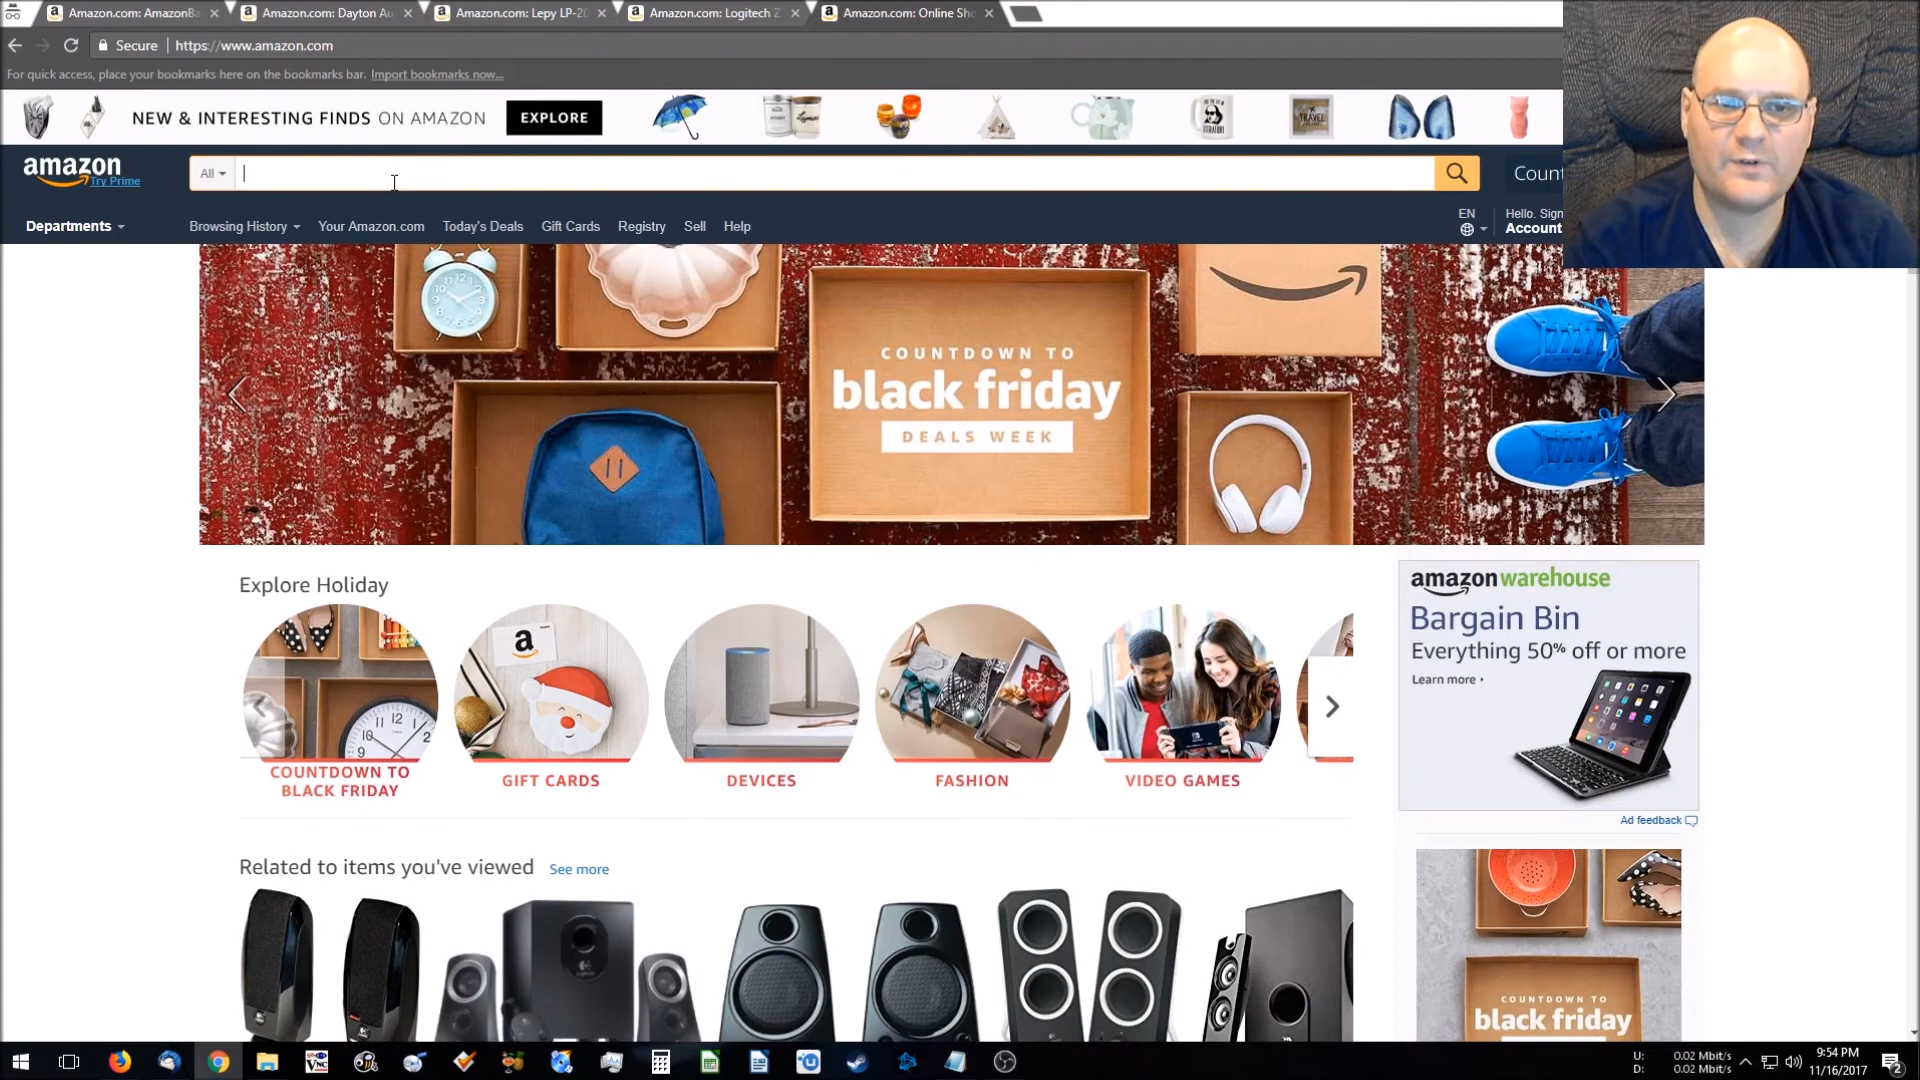 Amazon.com: AmazonBa
Amazon.com: Dayton Au
Amazon.com: Lepy LP-20
Amazon.com: Logitech Z
Amazon.com: Online Sho
Secure
https://www.amazon.com
For quick access, place your bookmarks here on the bookmarks bar. Import bookmarks now...
NEW & INTERESTING FINDS ON AMAZON
EXPLORE
TRAVEL
amazon
Try Prime
All
Count
Departments
Browsing History
Your Amazon.com
Today's Deals
Gift Cards
Registry
Sell
Help
EN
Hello. Sign
Account
COUNTDOWN TO
black friday
DEALS WEEK
Explore Holiday
COUNTDOWN TO
BLACK FRIDAY
GIFT CARDS
DEVICES
FASHION
VIDEO GAMES
amazonwarehouse
Bargain Bin
Everything 50% off or more
Learn more
Ad feedback
Related to items you've viewed
See more
COUNTDOWN TO
black friday
U: 0.02 Mbit/s
D: 0.02 Mbit/s
9:54 PM
11/16/2017
2